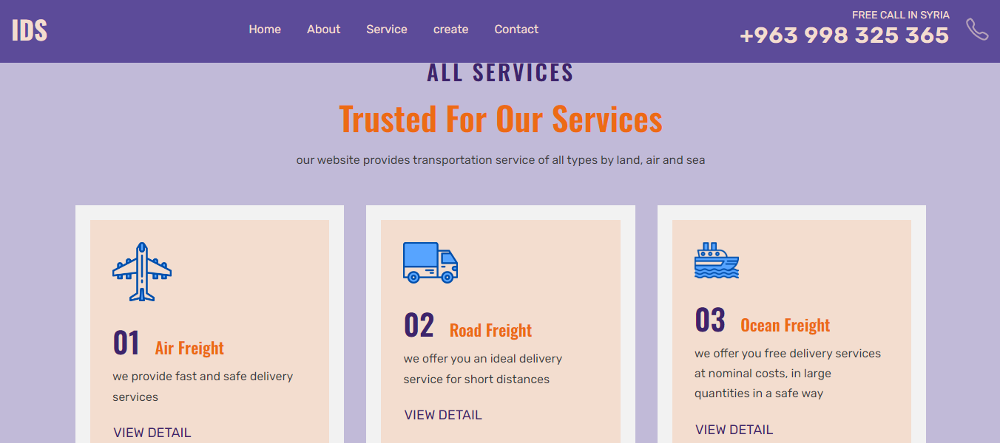 IDS
Home About Service create Contact
FREE CALL IN SYRIA
+963 998 325 365
ALL SERVICES
Trusted For Our Services
our website provides transportation service of all types by land, air and sea
01 Air Freight
we provide fast and safe delivery
services
VIEW DETAIL
02 Road Freight
we offer you an ideal delivery
service for short distances
VIEW DETAIL
03 Ocean Freight
we offer you free delivery services
at nominal costs, in large
quantities in a safe way
VIEW DETAIL